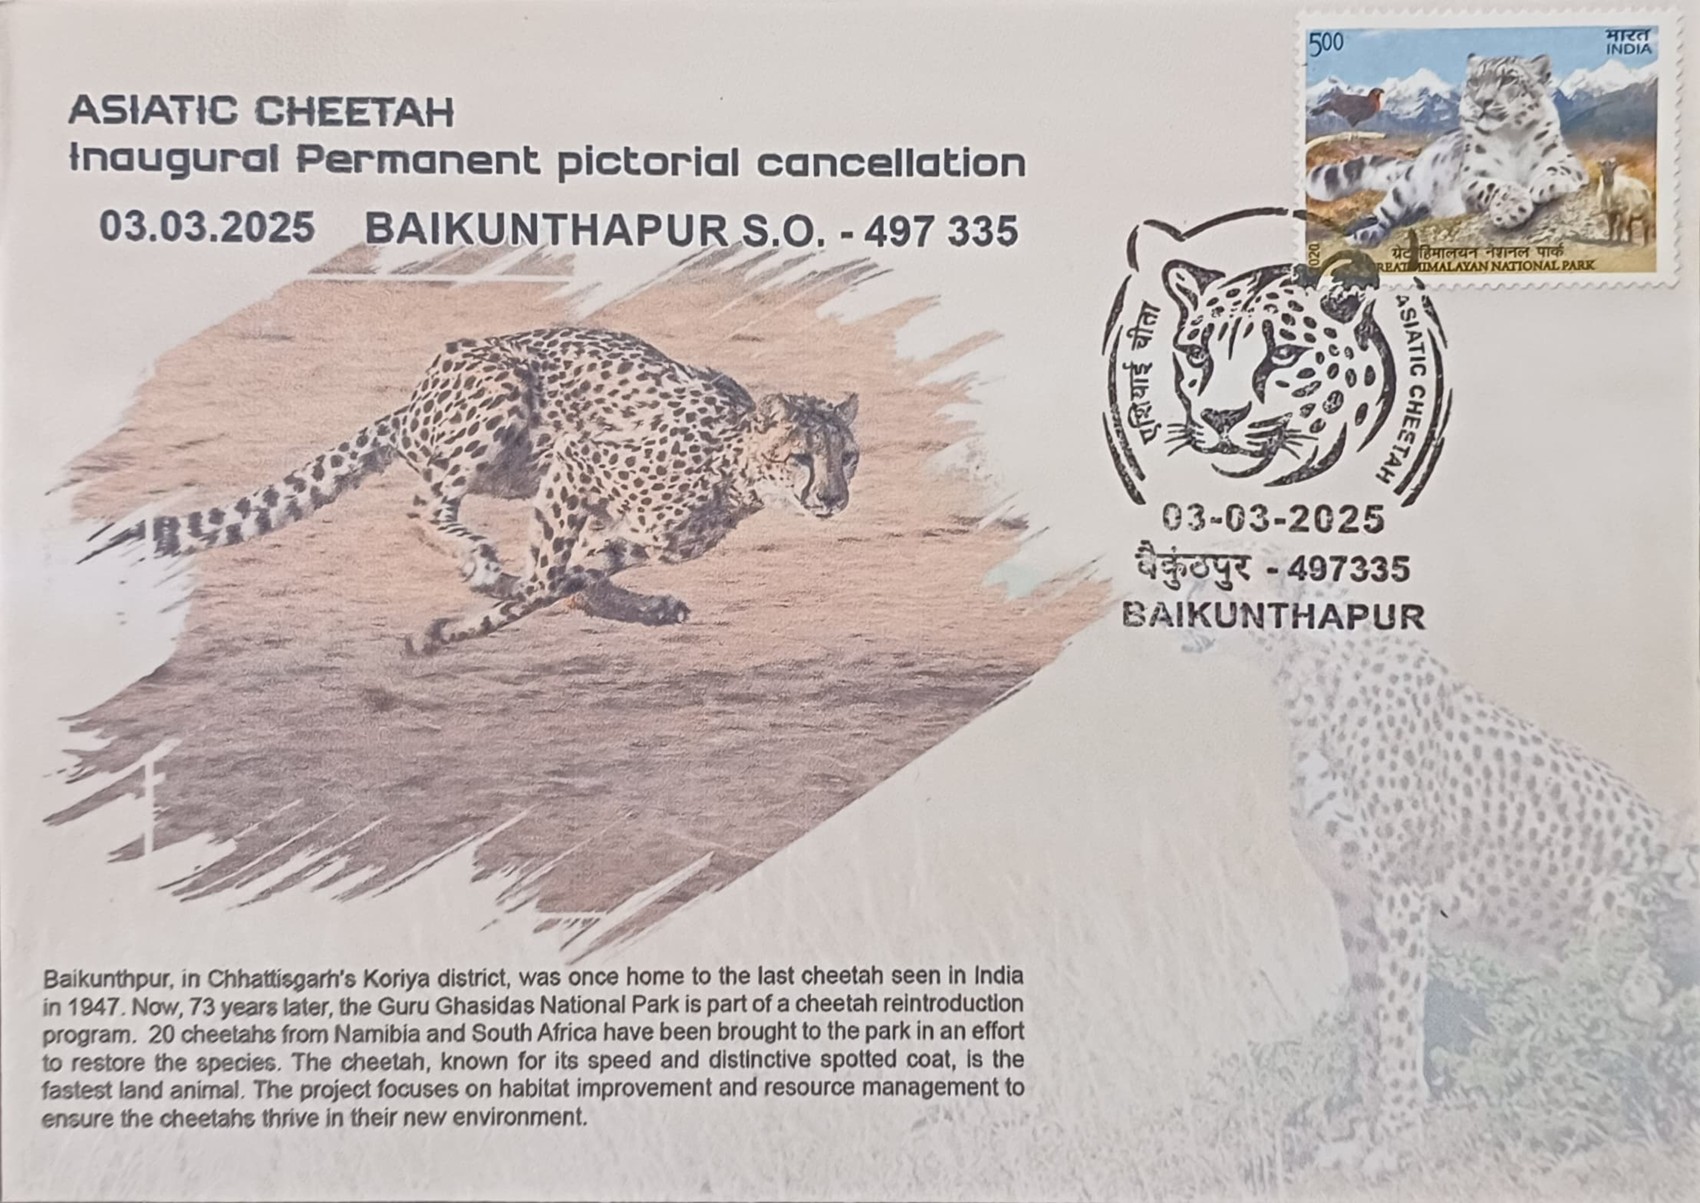 ASIATIC CHEETAH
Inaugural Permanent pictorial cancellation
03.03.2025 BAIKUNTHAPUR S.O. - 497 335
500
भारत
INDIA
2020
ग्रेट हिमालयन नेशनल पार्क
GREAT HIMALAYAN NATIONAL PARK
एशियाई चीता
ASIATIC CHEETAH
03-03-2025
बैकुंठपुर - 497335
BAIKUNTHAPUR
Baikunthpur, in Chhattisgarh's Koriya district, was once home to the last cheetah seen in India
in 1947. Now, 73 years later, the Guru Ghasidas National Park is part of a cheetah reintroduction
program. 20 cheetahs from Namibia and South Africa have been brought to the park in an effort
to restore the species. The cheetah, known for its speed and distinctive spotted coat, is the
fastest land animal. The project focuses on habitat improvement and resource management to
ensure the cheetahs thrive in their new environment.